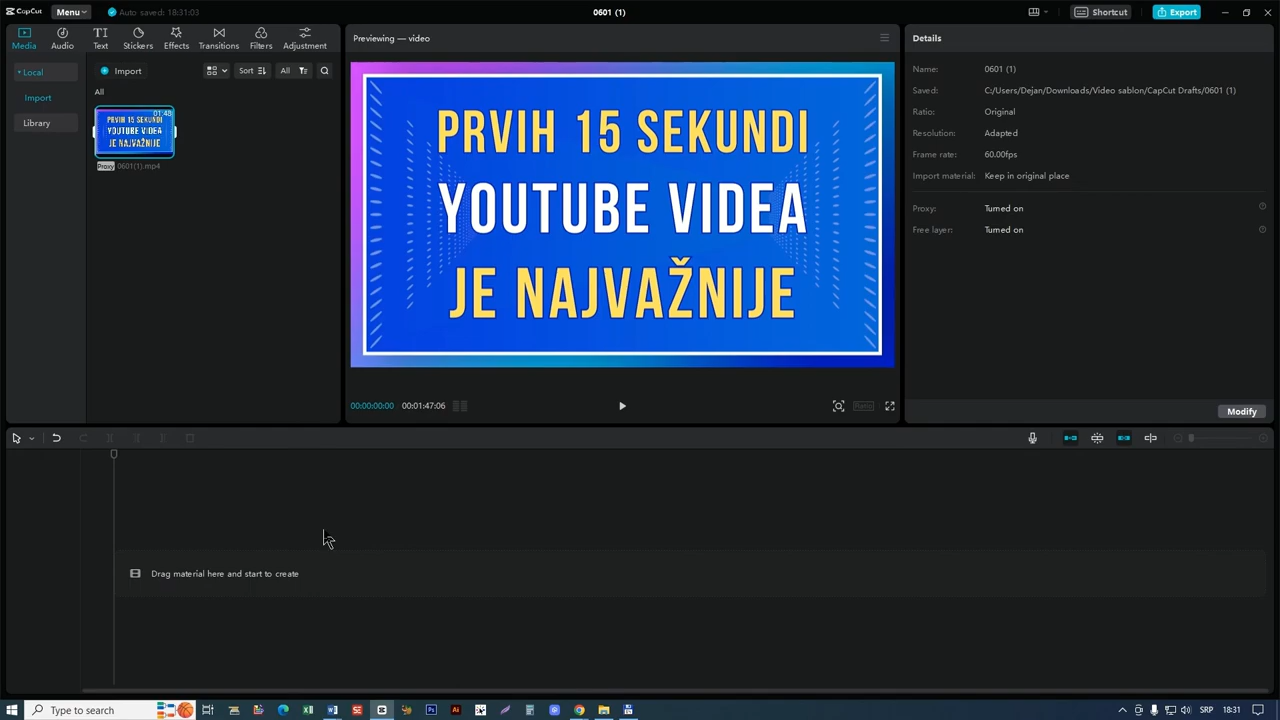 CapCut
Menu
Auto saved: 18:31:03
0601 (1)
Shortcut
Export
Media
Audio
Text
Stickers
Effects
Transitions
Filters
Adjustment
Local
Import
Library
Import
Sort
All
All
01:48
PRVIH 15 SEKUNDI
YOUTUBE VIDEA
JE NAJVAŽNIJE
Proxy
0601(1).mp4
Previewing — video
PRVIH 15 SEKUNDI
YOUTUBE VIDEA
JE NAJVAŽNIJE
00:00:00:00
00:01:47:06
Ratio
Details
Name: 0601 (1)
Saved: C:/Users/Dejan/Downloads/Video sablon/CapCut Drafts/0601 (1)
Ratio: Original
Resolution: Adapted
Frame rate: 60.00fps
Import material: Keep in original place
Proxy: Turned on
Free layer: Turned on
Modify
Drag material here and start to create
Type to search
SRP
18:31